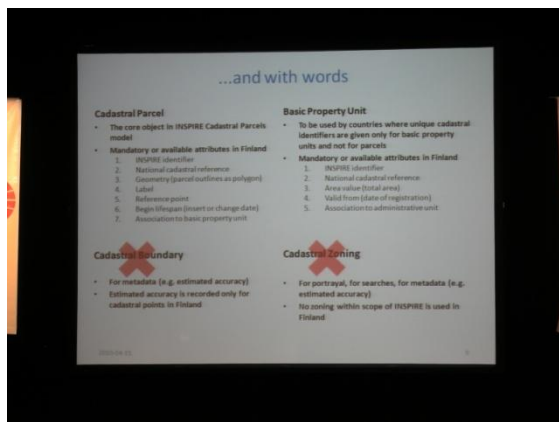 ...and with words
Cadastral Parcel
• The core object in INSPIRE Cadastral Parcels
model
• Mandatory or available attributes in Finland
1. INSPIRE identifier
2. National cadastral reference
3. Geometry (parcel outlines as polygon)
4. Label
5. Reference point
6. Begin lifespan (insert or change date)
7. Association to basic property unit
Basic Property Unit
• To be used by countries where unique cadastral
identifiers are given only for basic property
units and not for parcels
• Mandatory or available attributes in Finland
1. INSPIRE identifier
2. National cadastral reference
3. Area value (total area)
4. Valid from (date of registration)
5. Association to administrative unit
Cadastral Boundary
• For metadata (e.g. estimated accuracy)
• Estimated accuracy is recorded only for
cadastral points in Finland
Cadastral Zoning
• For portrayal, for searches, for metadata (e.g.
estimated accuracy)
• No zoning within scope of INSPIRE is used in
Finland